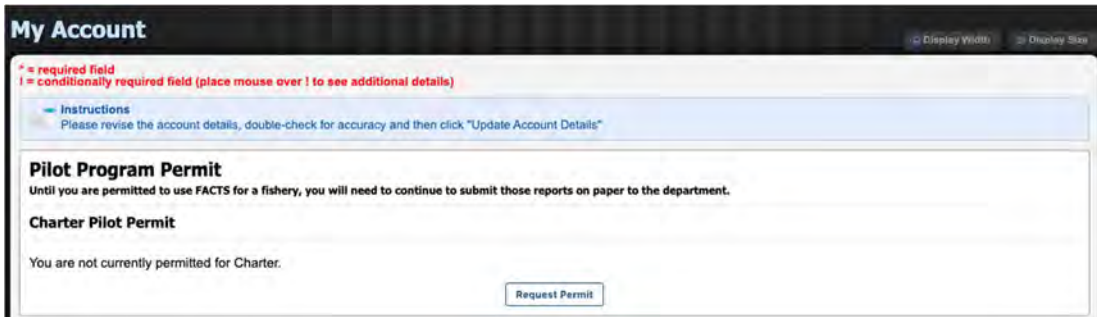 My Account
Display Width Display Size
* = required field
! = conditionally required field (place mouse over ! to see additional details)
Instructions
Please revise the account details, double-check for accuracy and then click "Update Account Details"
Pilot Program Permit
Until you are permitted to use FACTS for a fishery, you will need to continue to submit those reports on paper to the department.
Charter Pilot Permit
You are not currently permitted for Charter.
Request Permit